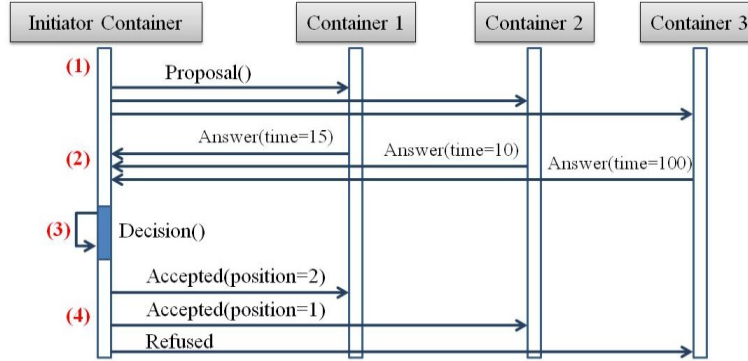 Initiator Container
Container 1
Container 2
Container 3
(1)
Proposal()
Answer(time=15)
(2)
Answer(time=10)
Answer(time=100)
(3)
Decision()
Accepted(position=2)
(4)
Accepted(position=1)
Refused